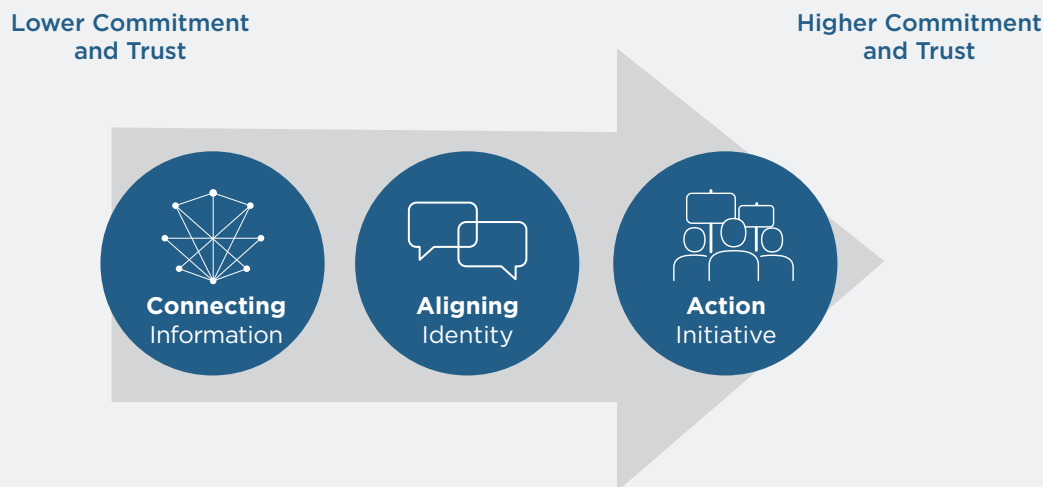 Lower Commitment
and Trust
Higher Commitment
and Trust
Connecting
Information
Aligning
Identity
Action
Initiative